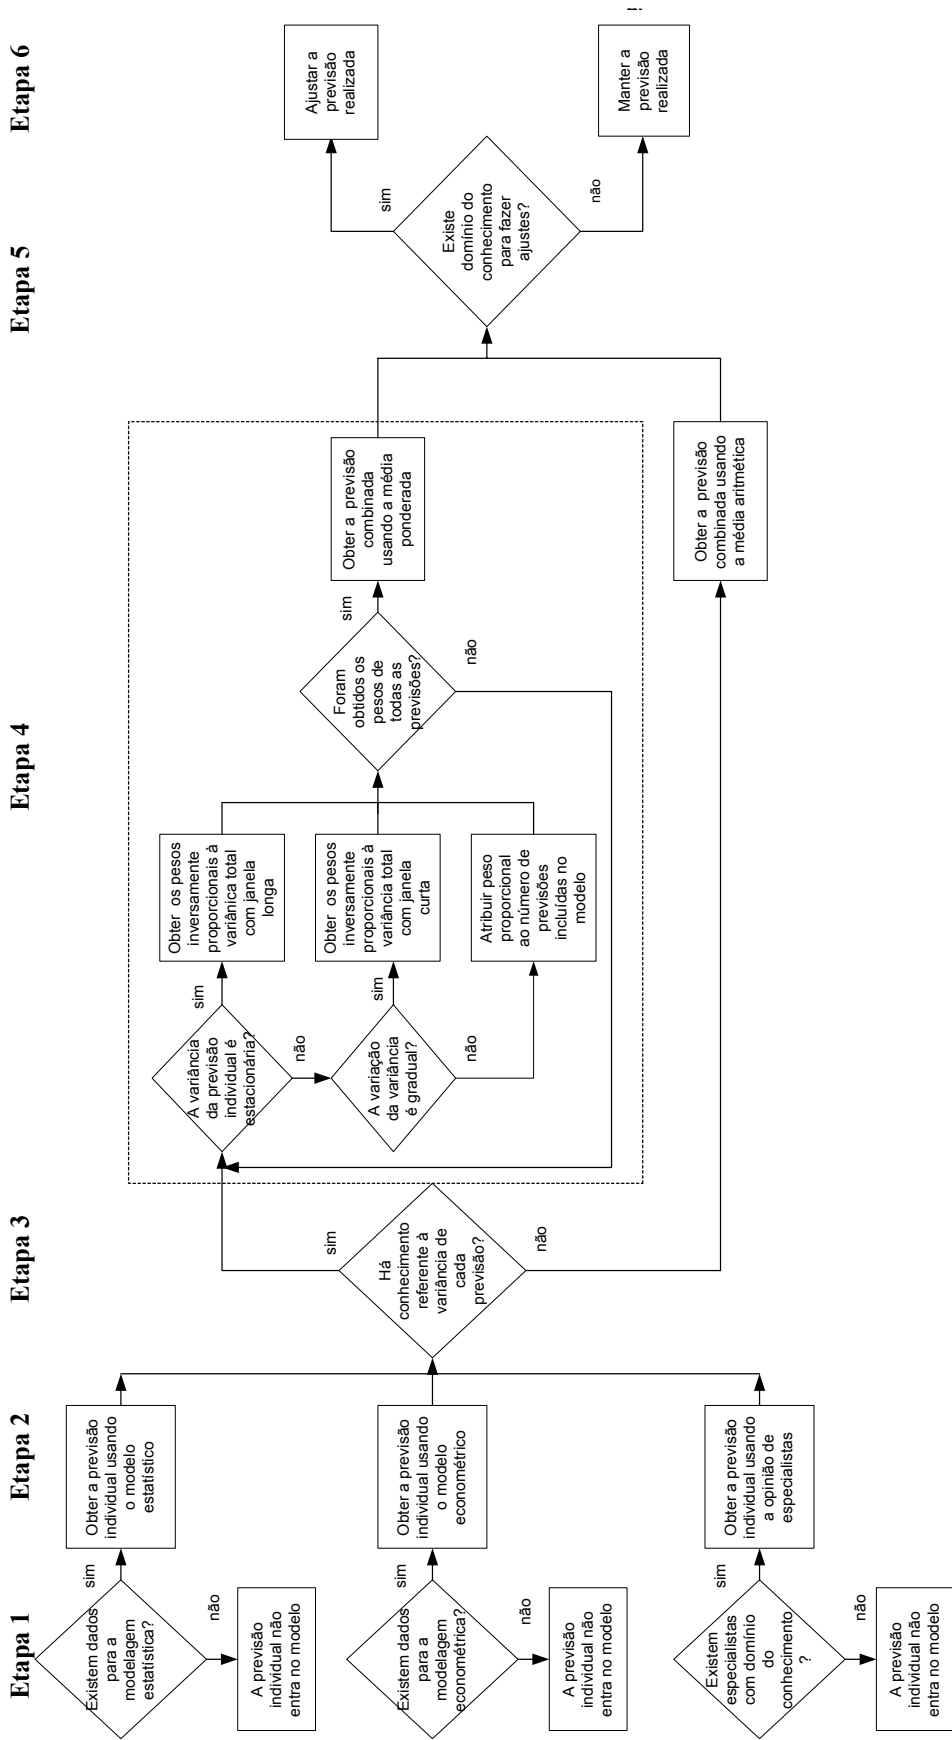 Etapa 1
Etapa 2
Etapa 3
Etapa 4
Etapa 5
Etapa 6
Existem dados
para a
modelagem
estatística?
sim
não
A previsão
individual não
entra no modelo
Obter a previsão
individual usando
o modelo
estatístico
Existem dados
para a
modelagem
econométrica?
sim
não
A previsão
individual não
entra no modelo
Obter a previsão
individual usando
o modelo
econométrico
Existem
especialistas
com domínio
do
conhecimento
?
sim
não
A previsão
individual não
entra no modelo
Obter a previsão
individual usando
a opinião de
especialistas
Há
conhecimento
referente à
variância de
cada
previsão?
sim
não
A variância
da previsão
individual é
estacionária?
sim
não
Obter os pesos
inversamente
proporcionais à
variânica total
com janela
longa
A variação
da variância
é gradual?
sim
não
Obter os pesos
inversamente
proporcionais à
variância total
com janela
curta
Atribuir peso
proporcional
ao número de
previsões
incluídas no
modelo
Foram
obtidos os
pesos de
todas as
previsões?
sim
não
Obter a previsão
combinada
usando a média
ponderada
Obter a previsão
combinada usando
a média aritmética
Existe
domínio do
conhecimento
para fazer
ajustes?
sim
não
Ajustar a
previsão
realizada
Manter a
previsão
realizada